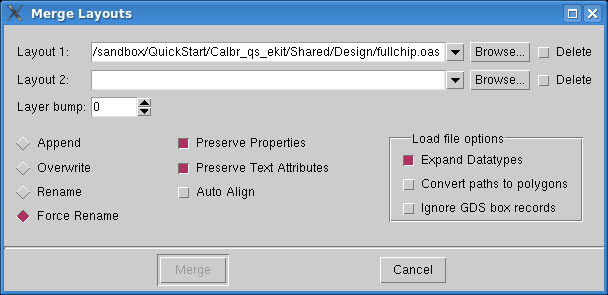 Merge Layouts
Layout 1: /sandbox/QuickStart/Calbr_qs_ekit/Shared/Design/fullchip.oas Browse... Delete
Layout 2: Browse... Delete
Layer bump: 0
Append
Overwrite
Rename
Force Rename
Preserve Properties
Preserve Text Attributes
Auto Align
Load file options
Expand Datatypes
Convert paths to polygons
Ignore GDS box records
Merge Cancel